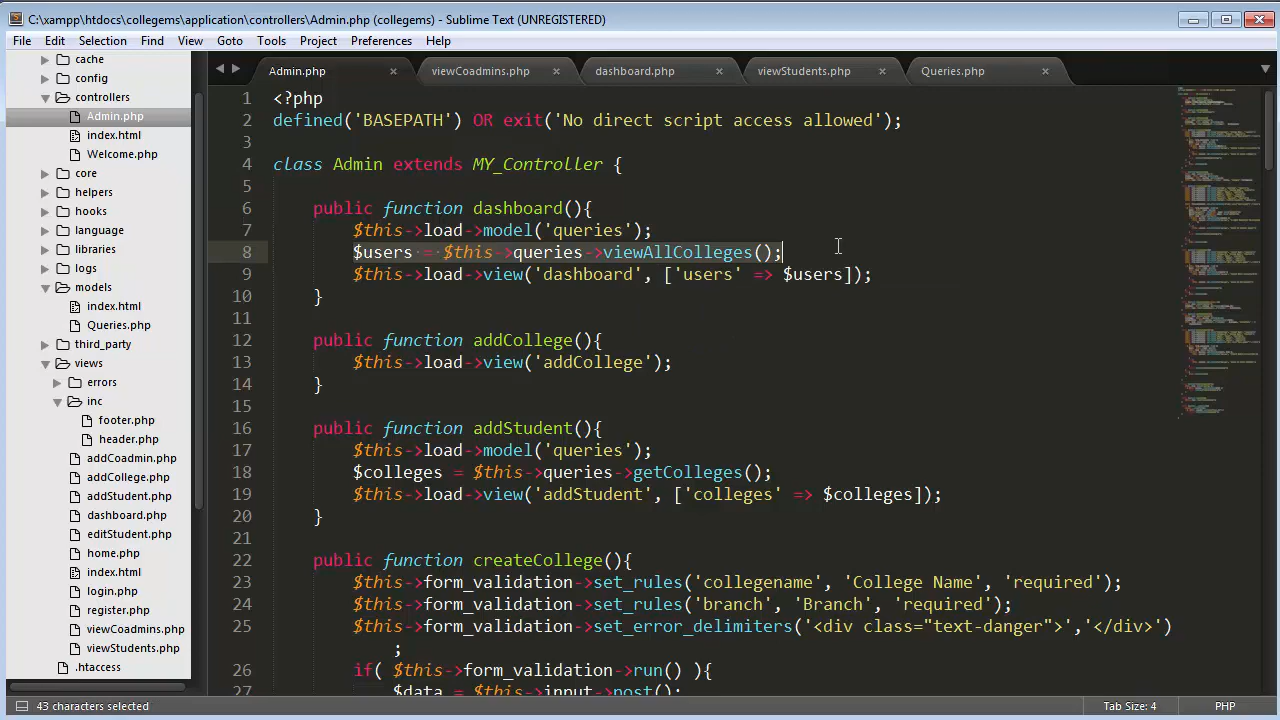 C:\xampp\htdocs\collegems\application\controllers\Admin.php (collegems) - Sublime Text (UNREGISTERED)
File Edit Selection Find View Goto Tools Project Preferences Help
cache
config
controllers
Admin.php
index.html
Welcome.php
core
helpers
hooks
language
libraries
logs
models
index.html
Queries.php
third_party
views
errors
inc
footer.php
header.php
addCoadmin.php
addCollege.php
addStudent.php
dashboard.php
editStudent.php
home.php
index.html
login.php
register.php
viewCoadmins.php
viewStudents.php
.htaccess
Admin.php viewCoadmins.php dashboard.php viewStudents.php Queries.php
1 <?php
2 defined('BASEPATH') OR exit('No direct script access allowed');
3
4 class Admin extends MY_Controller {
5
6 public function dashboard(){
7 $this->load->model('queries');
8 $users = $this->queries->viewAllColleges();
9 $this->load->view('dashboard', ['users' => $users]);
10 }
11
12 public function addCollege(){
13 $this->load->view('addCollege');
14 }
15
16 public function addStudent(){
17 $this->load->model('queries');
18 $colleges = $this->queries->getColleges();
19 $this->load->view('addStudent', ['colleges' => $colleges]);
20 }
21
22 public function createCollege(){
23 $this->form_validation->set_rules('collegename', 'College Name', 'required');
24 $this->form_validation->set_rules('branch', 'Branch', 'required');
25 $this->form_validation->set_error_delimiters('<div class="text-danger">','</div>')
;
26 if( $this->form_validation->run() ){
27 $data = $this->input->post();
43 characters selected Tab Size: 4 PHP